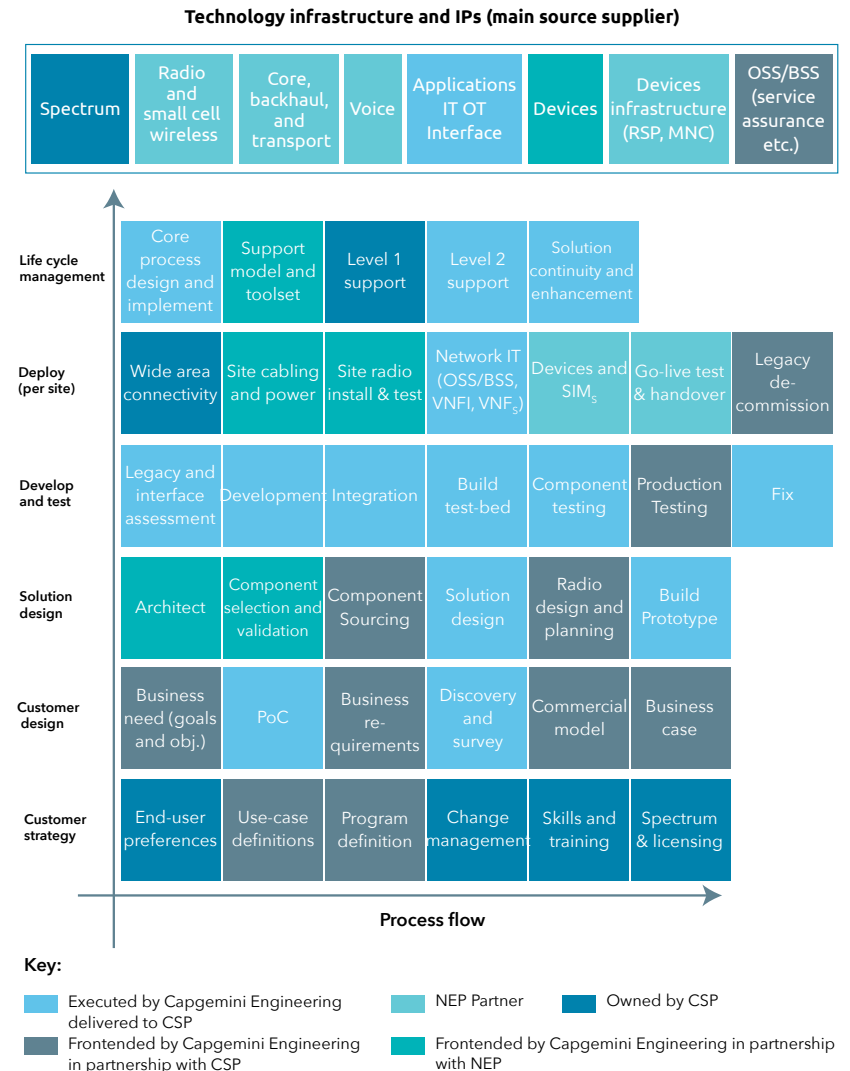 Technology infrastructure and IPs (main source supplier)
Spectrum
Radio
and
small cell
wireless
Core,
backhaul,
and
transport
Voice
Applications
IT OT
Interface
Devices
Devices
infrastructure
(RSP, MNC)
OSS/BSS
(service
assurance
etc.)
Life cycle
management
Core
process
design and
implement
Support
model and
toolset
Level 1
support
Level 2
support
Solution
continuity and
enhancement
Deploy
(per site)
Wide area
connectivity
Site cabling
and power
Site radio
install & test
Network IT
(OSS/BSS,
VNFI, VNFs)
Devices and
SIMs
Go-live test
& handover
Legacy
de-
commission
Develop
and test
Legacy and
interface
assessment
Development
Integration
Build
test-bed
Component
testing
Production
Testing
Fix
Solution
design
Architect
Component
selection and
validation
Component
Sourcing
Solution
design
Radio
design and
planning
Build
Prototype
Customer
design
Business
need (goals
and obj.)
PoC
Business
re-
quirements
Discovery
and
survey
Commercial
model
Business
case
Customer
strategy
End-user
preferences
Use-case
definitions
Program
definition
Change
management
Skills and
training
Spectrum
& licensing
Process flow
Key:
Executed by Capgemini Engineering
delivered to CSP
NEP Partner
Owned by CSP
Frontended by Capgemini Engineering
in partnership with CSP
Frontended by Capgemini Engineering in partnership
with NEP